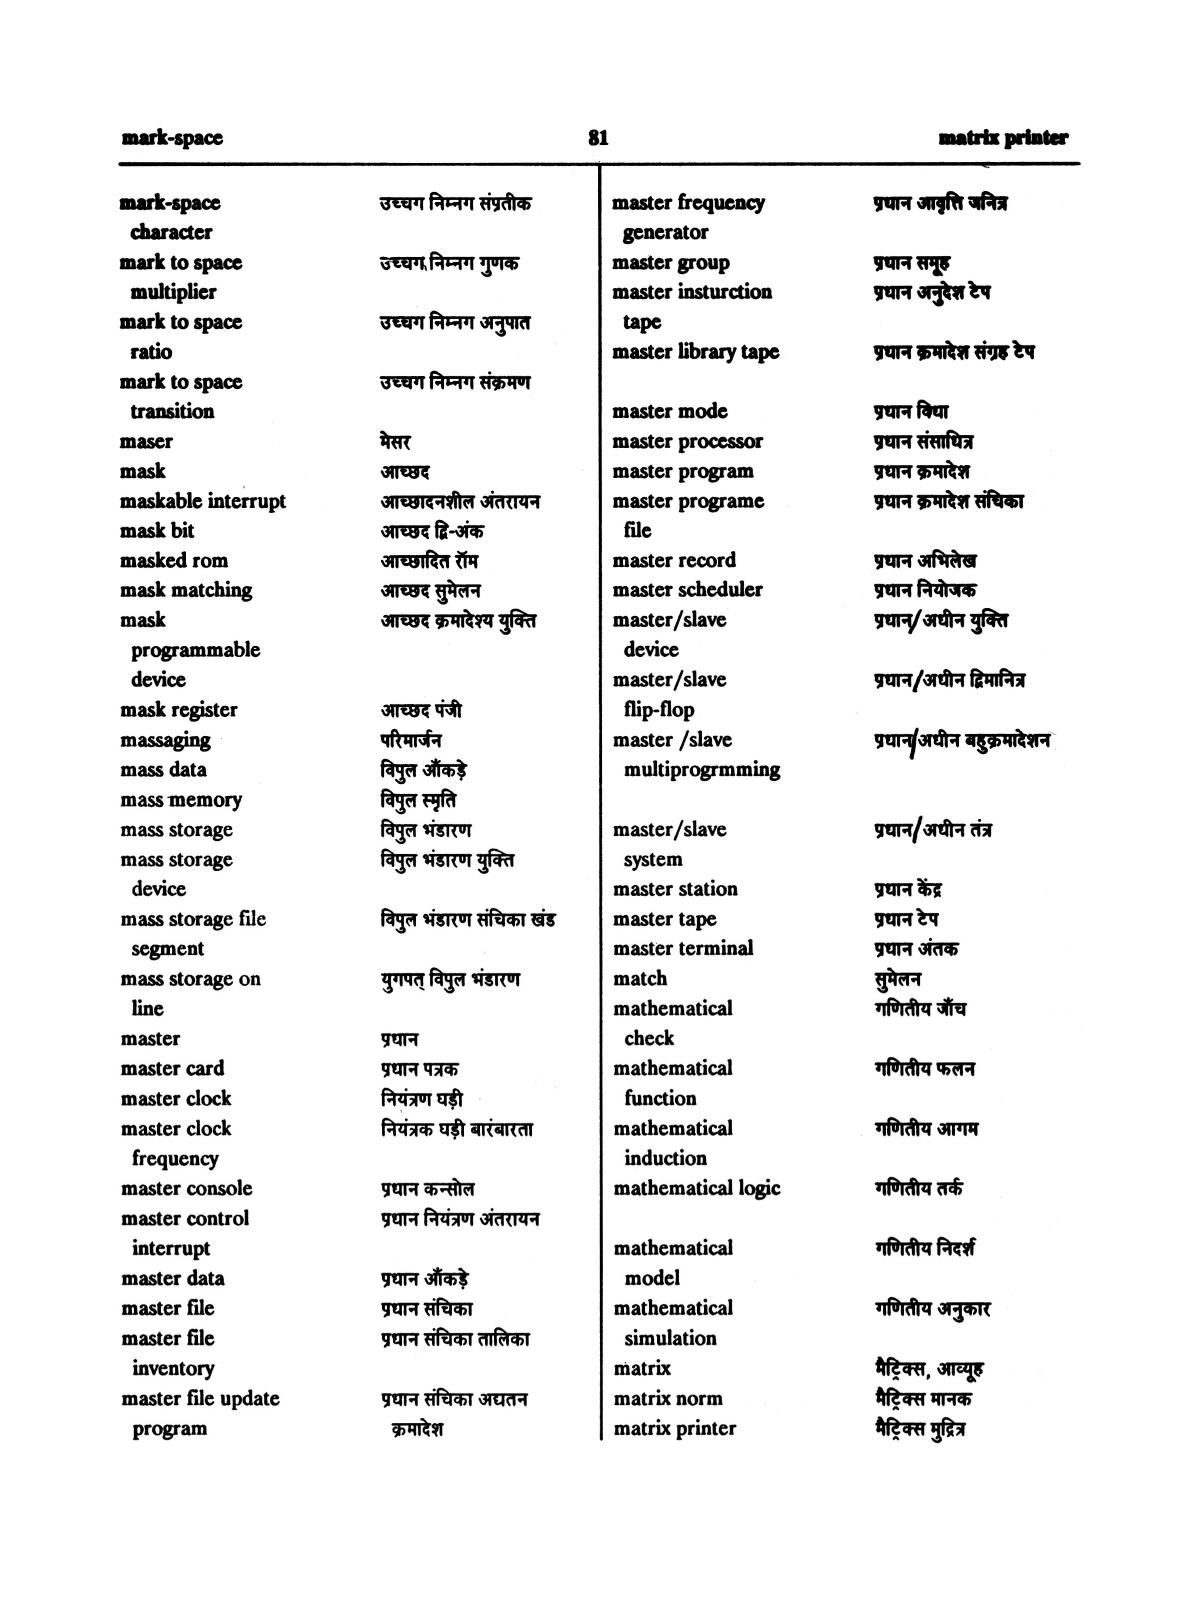 mark-space 81 matrix printer
mark-space उच्चग निम्नग संप्रतीक
character
mark to space उच्चग निम्नग गुणक
multiplier
mark to space उच्चग निम्नग अनुपात
ratio
mark to space उच्चग निम्नग संक्रमण
transition
maser मेसर
mask आच्छद
maskable interrupt आच्छादनशील अंतरायन
mask bit आच्छद द्वि-अंक
masked rom आच्छादित रॉम
mask matching आच्छद सुमेलन
mask आच्छद क्रमादेश्य युक्ति
programmable
device
mask register आच्छद पंजी
massaging परिमार्जन
mass data विपुल आँकड़े
mass memory विपुल स्मृति
mass storage विपुल भंडारण
mass storage विपुल भंडारण युक्ति
device
mass storage file विपुल भंडारण संचिका खंड
segment
mass storage on युगपत् विपुल भंडारण
line
master प्रधान
master card प्रधान पत्रक
master clock नियंत्रण घड़ी
master clock नियंत्रक घड़ी बारंबारता
frequency
master console प्रधान कन्सोल
master control प्रधान नियंत्रण अंतरायन
interrupt
master data प्रधान आँकड़े
master file प्रधान संचिका
master file प्रधान संचिका तालिका
inventory
master file update प्रधान संचिका अद्यतन
program क्रमादेश
master frequency प्रधान आवृत्ति जनित्र
generator
master group प्रधान समूह
master insturction प्रधान अनुदेश टेप
tape
master library tape प्रधान क्रमादेश संग्रह टेप
master mode प्रधान विधा
master processor प्रधान संसाधित्र
master program प्रधान क्रमादेश
master programe प्रधान क्रमादेश संचिका
file
master record प्रधान अभिलेख
master scheduler प्रधान नियोजक
master/slave प्रधान/अधीन युक्ति
device
master/slave प्रधान/अधीन द्विमानित्र
flip-flop
master /slave प्रधान/अधीन बहुक्रमादेशन
multiprogrmming
master/slave प्रधान/अधीन तंत्र
system
master station प्रधान केंद्र
master tape प्रधान टेप
master terminal प्रधान अंतक
match सुमेलन
mathematical गणितीय जाँच
check
mathematical गणितीय फलन
function
mathematical गणितीय आगम
induction
mathematical logic गणितीय तर्क
mathematical गणितीय निदर्श
model
mathematical गणितीय अनुकार
simulation
matrix मैट्रिक्स, आव्यूह
matrix norm मैट्रिक्स मानक
matrix printer मैट्रिक्स मुद्रित्र